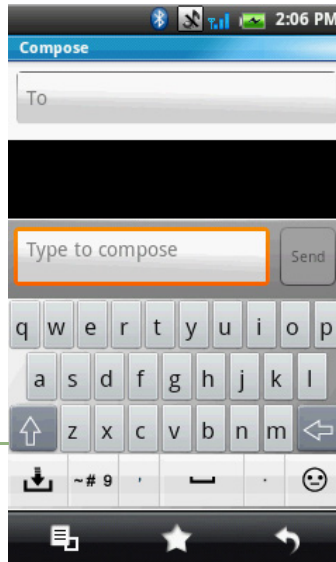 2:06 PM
Compose
To
Type to compose
Send
q w e r t y u i o p
a s d f g h j k l
z x c v b n m
~# 9 , .